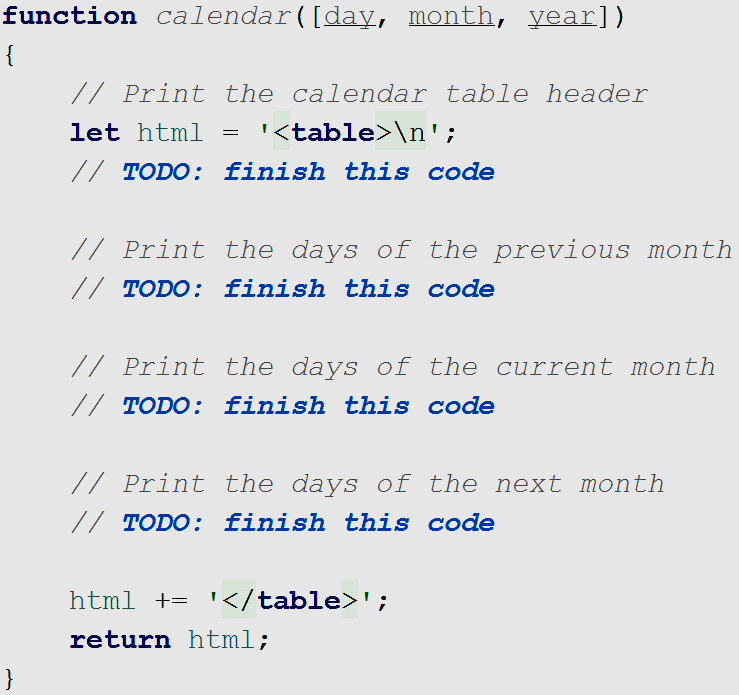 function calendar([day, month, year])
{
    // Print the calendar table header
    let html = '<table>\n';
    // TODO: finish this code

    // Print the days of the previous month
    // TODO: finish this code

    // Print the days of the current month
    // TODO: finish this code

    // Print the days of the next month
    // TODO: finish this code

    html += '</table>';
    return html;
}